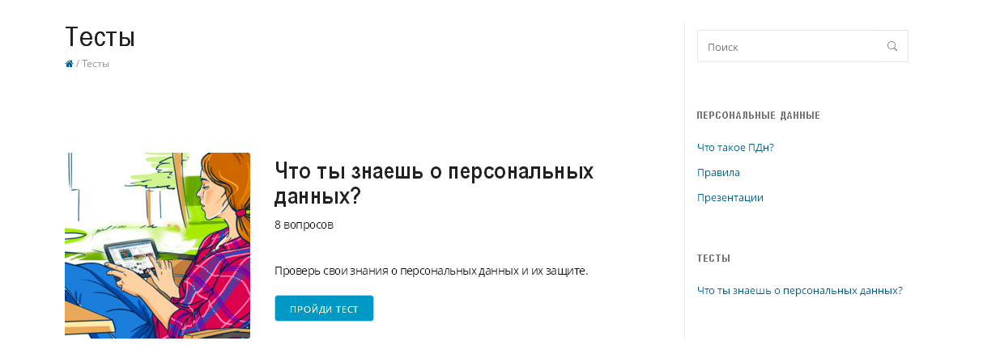 Тесты
/ Тесты
Что ты знаешь о персональных
данных?
8 вопросов
Проверь свои знания о персональных данных и их защите.
ПРОЙДИ ТЕСТ
Поиск
ПЕРСОНАЛЬНЫЕ ДАННЫЕ
Что такое ПДн?
Правила
Презентации
ТЕСТЫ
Что ты знаешь о персональных данных?